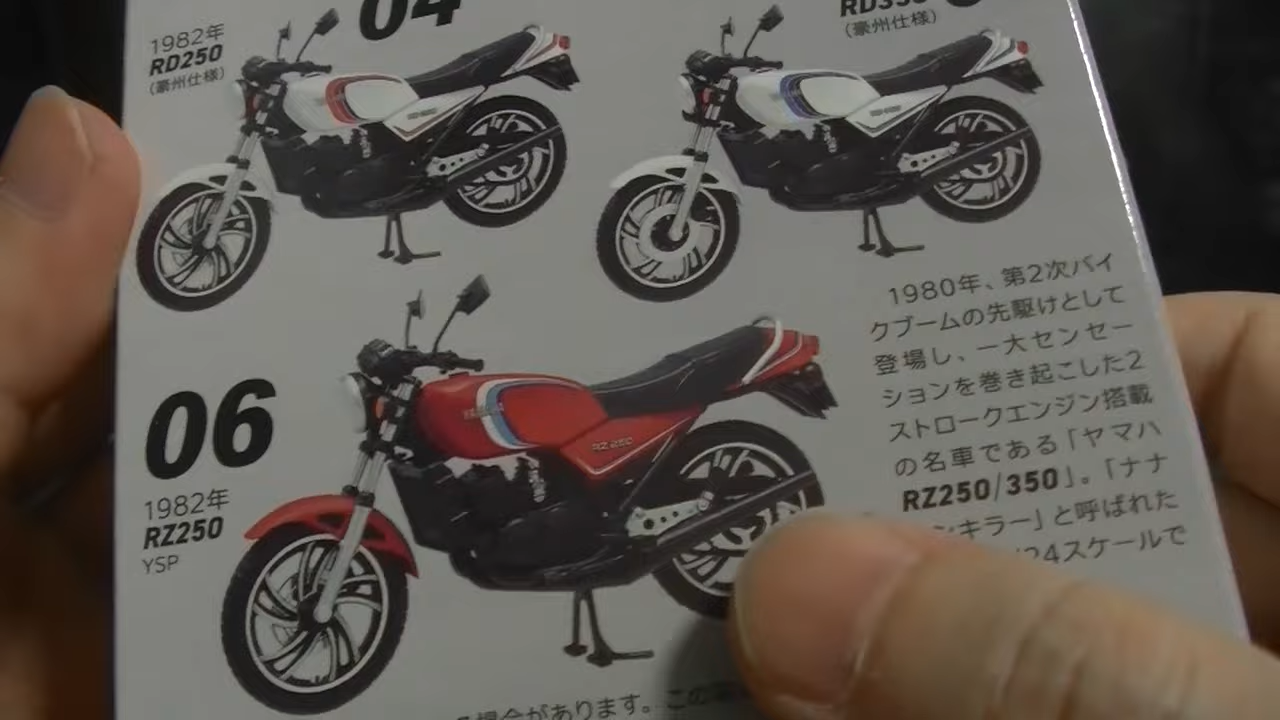 04
1982年
RD250
(豪州仕様)
(豪州仕様)
06
1982年
RZ250
YSP
RZ 250
1980年、第2次バイ
クブームの先駆けとして
登場し、一大センセー
ションを巻き起こした2
ストロークエンジン搭載
の名車である「ヤマハ
RZ250/350」。「ナナ
ンキラー」と呼ばれた
24スケールで
場合があります。この